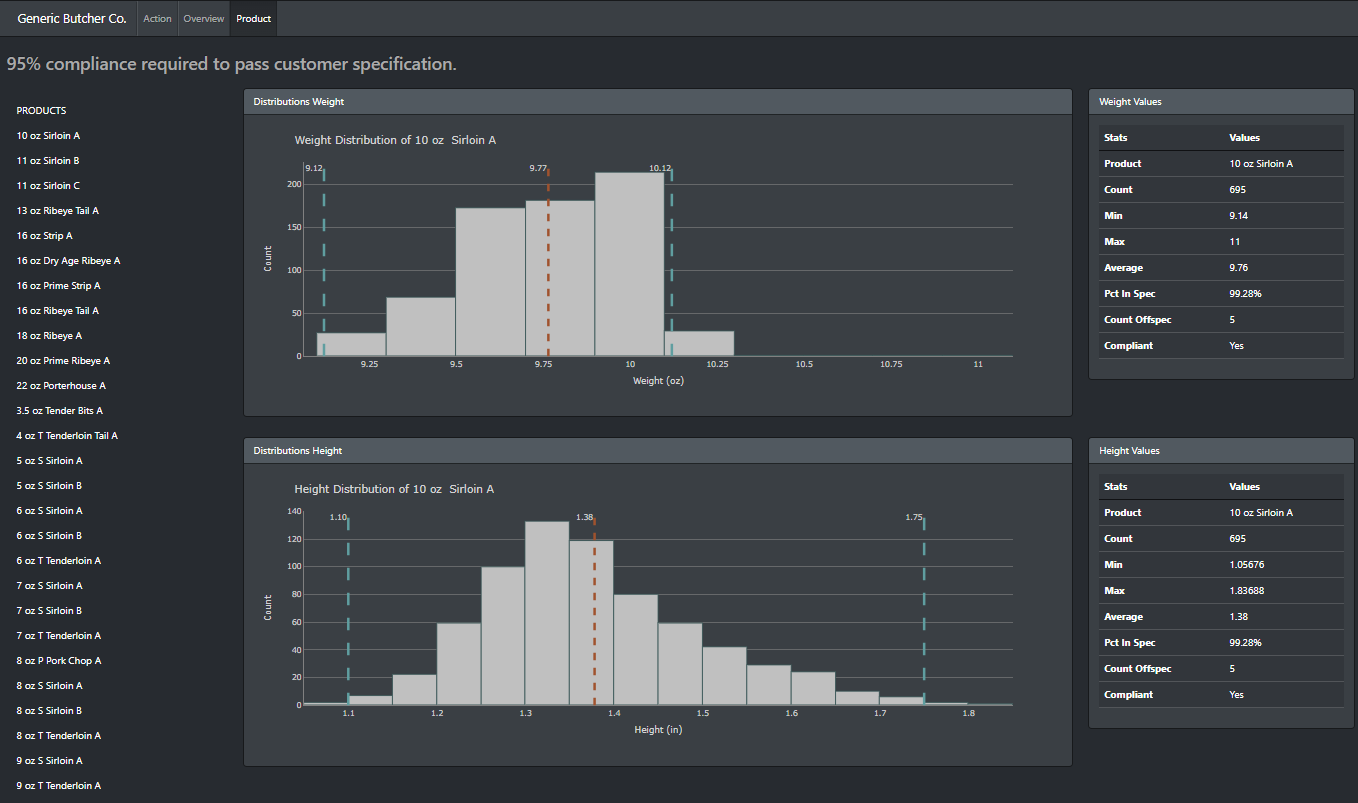 Generic Butcher Co. Action Overview Product
95% compliance required to pass customer specification.
PRODUCTS
10 oz Sirloin A
11 oz Sirloin B
11 oz Sirloin C
13 oz Ribeye Tail A
16 oz Strip A
16 oz Dry Age Ribeye A
16 oz Prime Strip A
16 oz Ribeye Tail A
18 oz Ribeye A
20 oz Prime Ribeye A
22 oz Porterhouse A
3.5 oz Tender Bits A
4 oz T Tenderloin Tail A
5 oz S Sirloin A
5 oz S Sirloin B
6 oz S Sirloin A
6 oz S Sirloin B
6 oz T Tenderloin A
7 oz S Sirloin A
7 oz S Sirloin B
7 oz T Tenderloin A
8 oz P Pork Chop A
8 oz S Sirloin A
8 oz S Sirloin B
8 oz T Tenderloin A
9 oz S Sirloin A
9 oz T Tenderloin A
Distributions Weight
Weight Distribution of 10 oz  Sirloin A
9.12 9.77 10.12
200
150
100
50
0
Count
9.25 9.5 9.75 10 10.25 10.5 10.75 11
Weight (oz)
Weight Values
Stats Values
Product 10 oz Sirloin A
Count 695
Min 9.14
Max 11
Average 9.76
Pct In Spec 99.28%
Count Offspec 5
Compliant Yes
Distributions Height
Height Distribution of 10 oz  Sirloin A
1.10 1.38 1.75
140
120
100
80
60
40
20
0
Count
1.1 1.2 1.3 1.4 1.5 1.6 1.7 1.8
Height (in)
Height Values
Stats Values
Product 10 oz Sirloin A
Count 695
Min 1.05676
Max 1.83688
Average 1.38
Pct In Spec 99.28%
Count Offspec 5
Compliant Yes